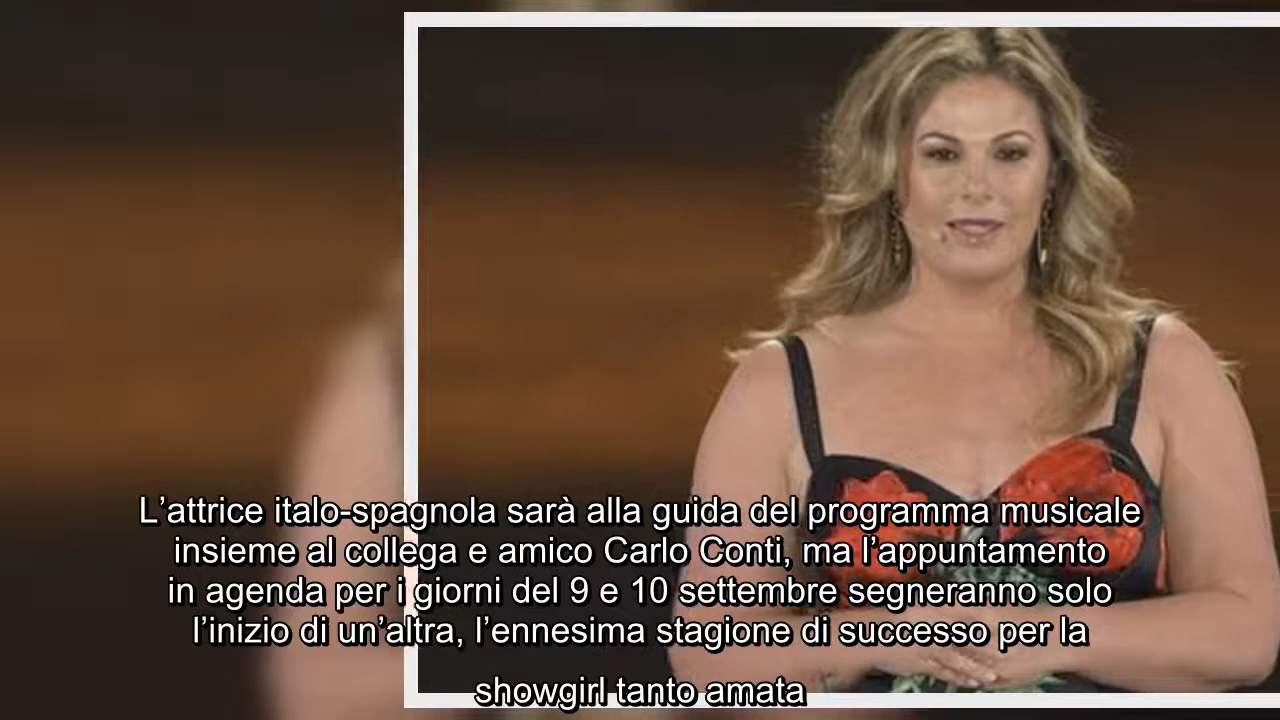 L’attrice italo-spagnola sarà alla guida del programma musicale
insieme al collega e amico Carlo Conti, ma l’appuntamento
in agenda per i giorni del 9 e 10 settembre segneranno solo
l’inizio di un’altra, l’ennesima stagione di successo per la
showgirl tanto amata